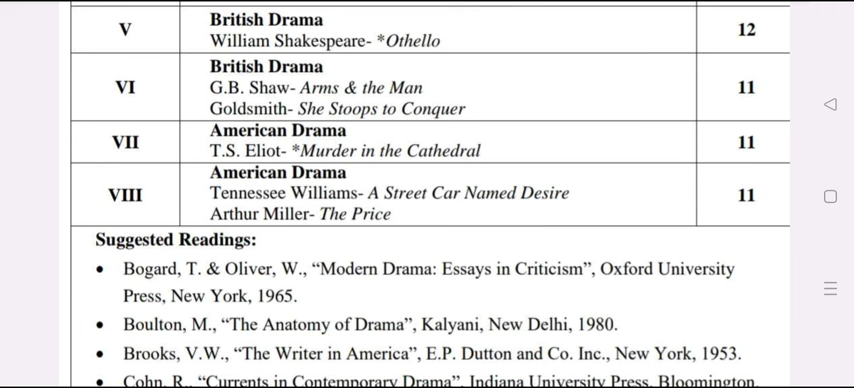 V
British Drama
William Shakespeare- *Othello
12
VI
British Drama
G.B. Shaw- Arms & the Man
Goldsmith- She Stoops to Conquer
11
VII
American Drama
T.S. Eliot- *Murder in the Cathedral
11
VIII
American Drama
Tennessee Williams- A Street Car Named Desire
Arthur Miller- The Price
11
Suggested Readings:
• Bogard, T. & Oliver, W., “Modern Drama: Essays in Criticism”, Oxford University
Press, New York, 1965.
• Boulton, M., “The Anatomy of Drama”, Kalyani, New Delhi, 1980.
• Brooks, V.W., “The Writer in America”, E.P. Dutton and Co. Inc., New York, 1953.
• Cohn, R., “Currents in Contemporary Drama”, Indiana University Press, Bloomington,